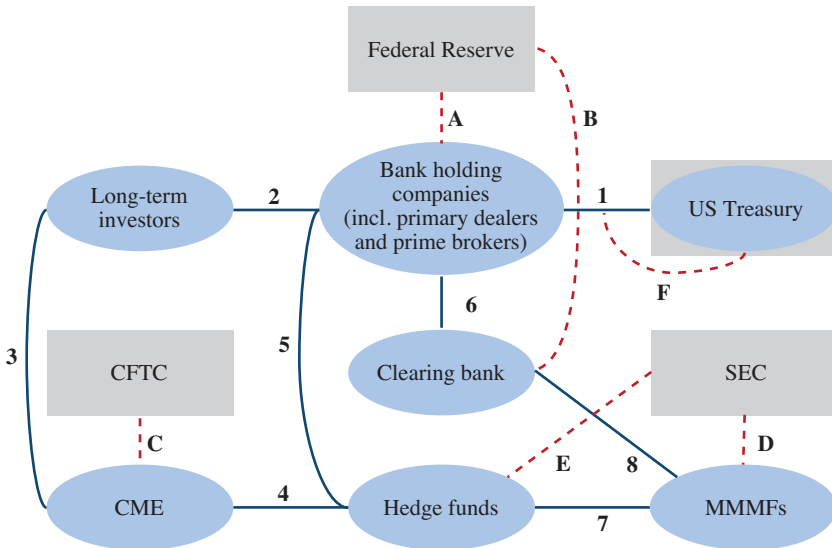 Federal Reserve
A
B
Long-term
investors
2
Bank holding
companies
(incl. primary dealers
and prime brokers)
1
US Treasury
F
6
3
5
CFTC
Clearing bank
SEC
C
E
8
D
CME
4
Hedge funds
7
MMMFs